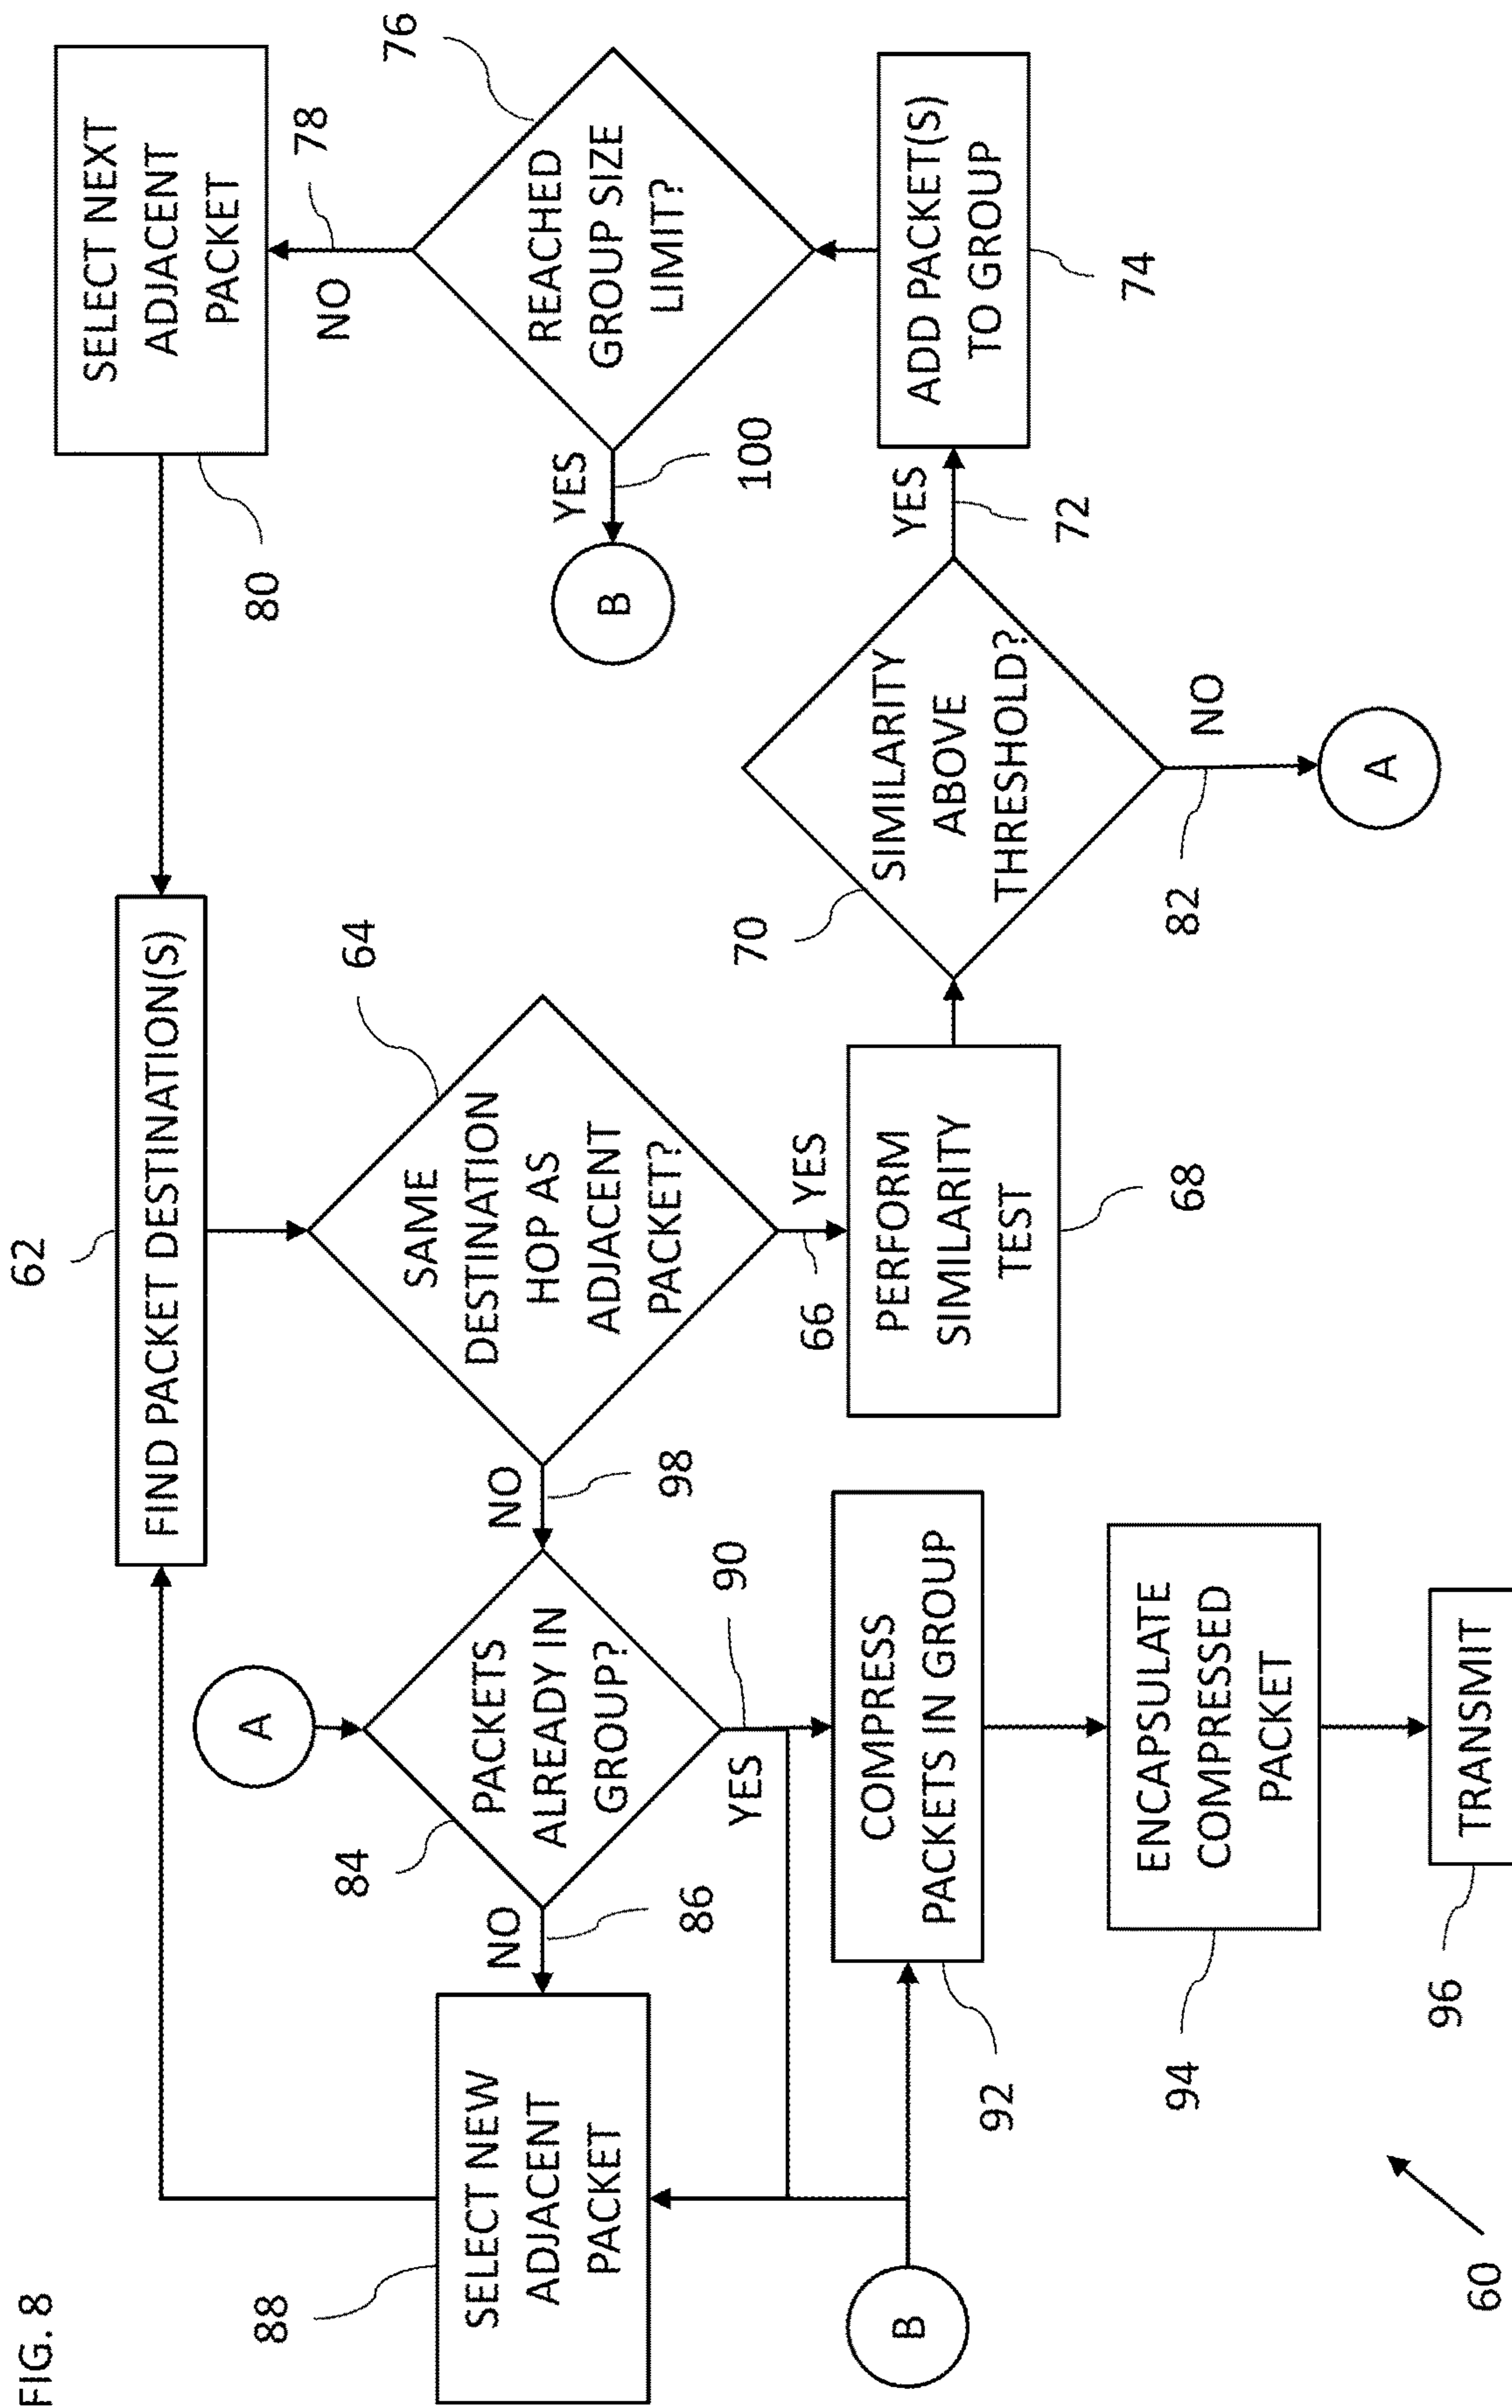 FIG. 8
62
FIND PACKET DESTINATION(S)
80
SELECT NEXT
ADJACENT
PACKET
78
NO
76
REACHED
GROUP SIZE
LIMIT?
YES
100
B
88
SELECT NEW
ADJACENT
PACKET
NO
86
A
84
PACKETS
ALREADY IN
GROUP?
NO
98
YES
90
64
SAME
DESTINATION
HOP AS
ADJACENT
PACKET?
66
YES
PERFORM
SIMILARITY
TEST
68
70
SIMILARITY
ABOVE
THRESHOLD?
YES
72
ADD PACKET(S)
TO GROUP
74
82
NO
A
B
COMPRESS
PACKETS IN GROUP
92
ENCAPSULATE
COMPRESSED
PACKET
94
TRANSMIT
96
60